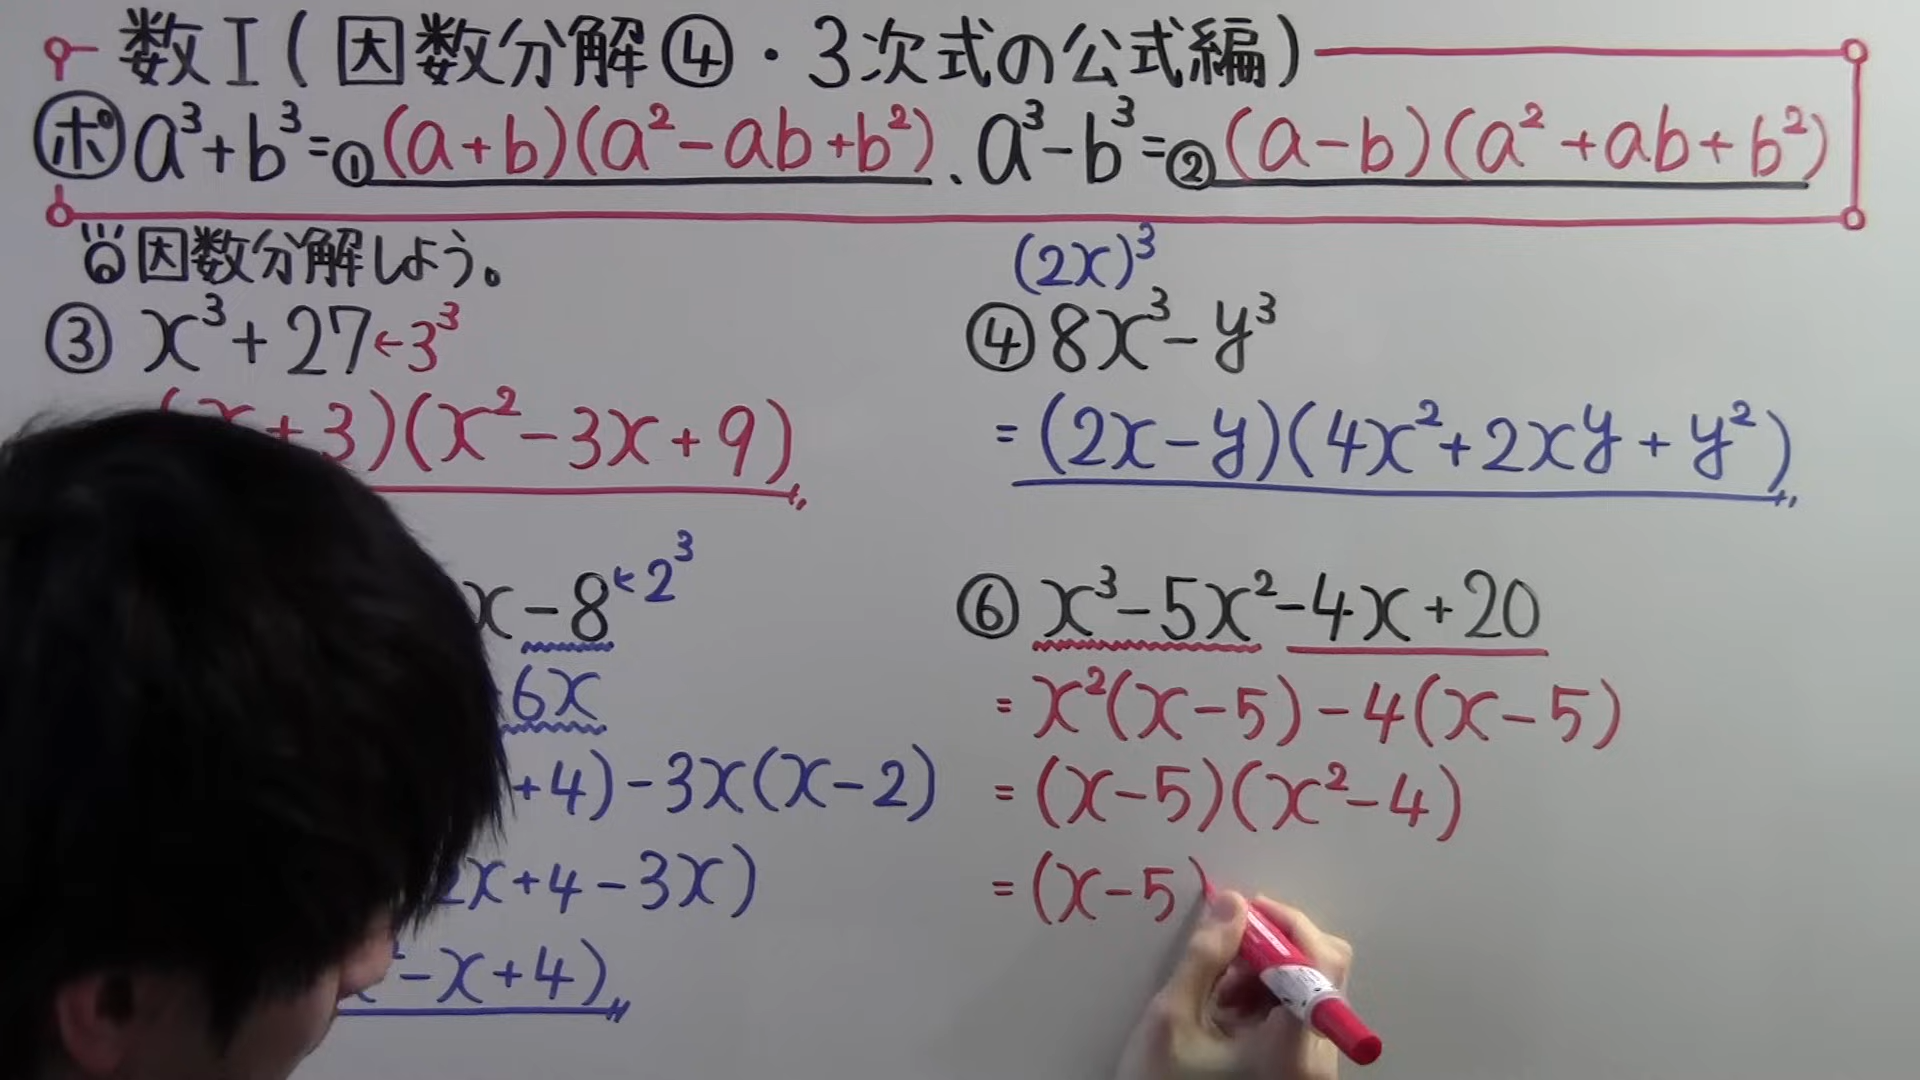 数I(因数分解④・3次式の公式編)
ポ a³+b³=①(a+b)(a²-ab+b²)、a³-b³=②(a-b)(a²+ab+b²)
因数分解しよう。
③ x³+27←3³
+3)(x²-3x+9)
x-8←2³
6x
+4)-3x(x-2)
2x+4-3x)
-x+4)
(2x)³
④ 8x³-y³
=(2x-y)(4x²+2xy+y²)
⑥ x³-5x²-4x+20
=x²(x-5)-4(x-5)
=(x-5)(x²-4)
=(x-5)